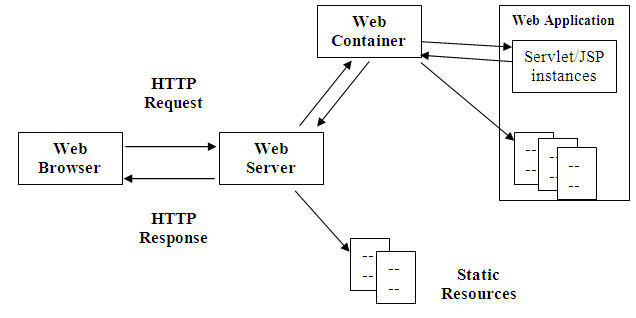 Web
Container
Web Application
Servlet/JSP
instances
HTTP
Request
Web
Browser
Web
Server
-- --
-- --
--
--
HTTP
Response
--
--
--
--
Static
Resources